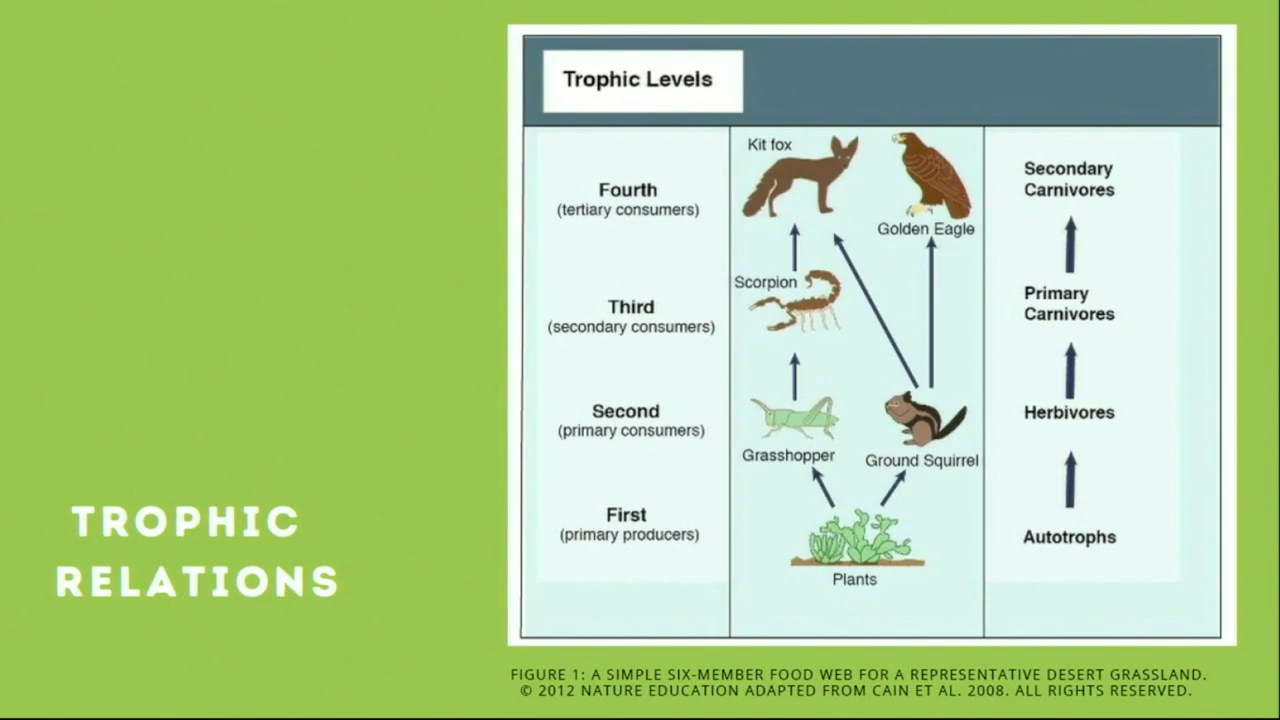 TROPHIC
RELATIONS
Trophic Levels
Fourth
(tertiary consumers)
Third
(secondary consumers)
Second
(primary consumers)
First
(primary producers)
Kit fox
Golden Eagle
Scorpion
Grasshopper
Ground Squirrel
Plants
Secondary
Carnivores
Primary
Carnivores
Herbivores
Autotrophs
FIGURE 1: A SIMPLE SIX-MEMBER FOOD WEB FOR A REPRESENTATIVE DESERT GRASSLAND.
© 2012 NATURE EDUCATION ADAPTED FROM CAIN ET AL. 2008. ALL RIGHTS RESERVED.